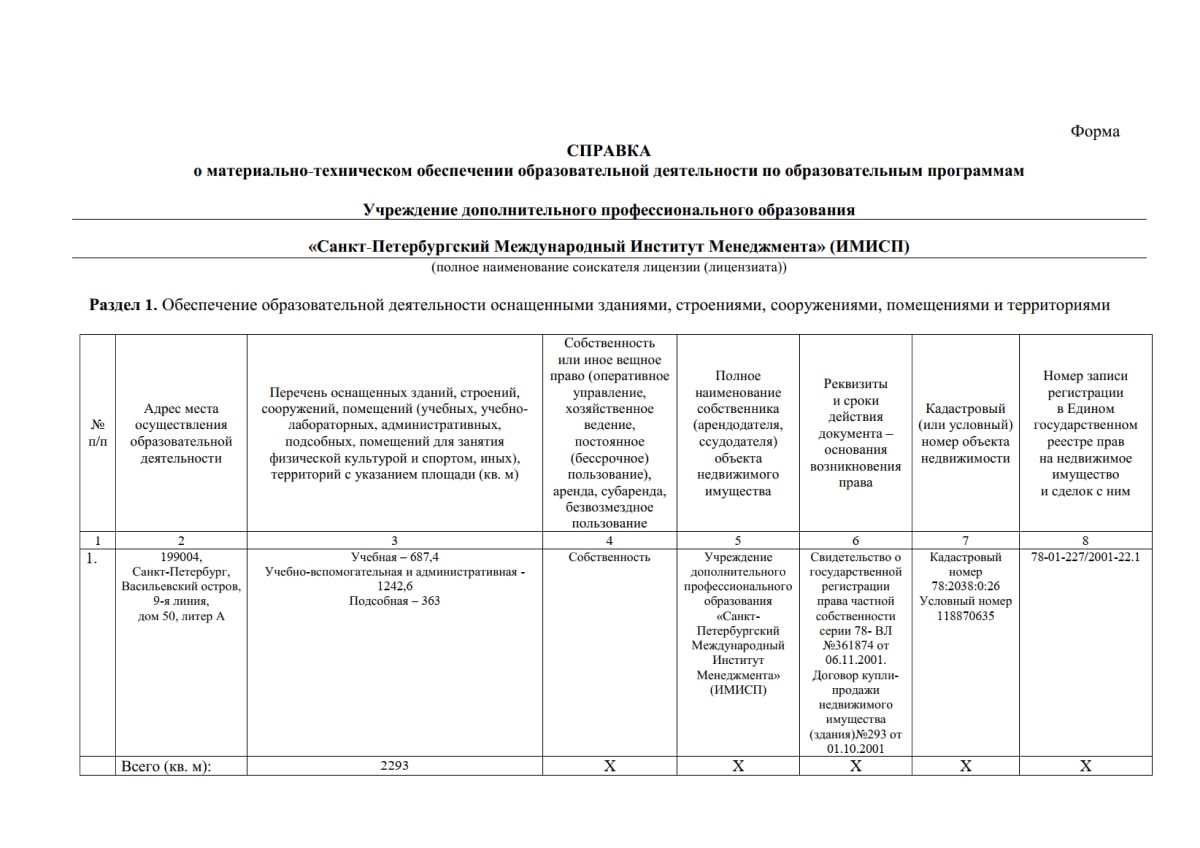 Форма
СПРАВКА
о материально-техническом обеспечении образовательной деятельности по образовательным программам
Учреждение дополнительного профессионального образования
«Санкт-Петербургский Международный Институт Менеджмента» (ИМИСП)
(полное наименование соискателя лицензии (лицензиата))
Раздел 1. Обеспечение образовательной деятельности оснащенными зданиями, строениями, сооружениями, помещениями и территориями
№
п/п
Адрес места
осуществления
образовательной
деятельности
Перечень оснащенных зданий, строений,
сооружений, помещений (учебных, учебно-
лабораторных, административных,
подсобных, помещений для занятия
физической культурой и спортом, иных),
территорий с указанием площади (кв. м)
Собственность
или иное вещное
право (оперативное
управление,
хозяйственное
ведение,
постоянное
(бессрочное)
пользование),
аренда, субаренда,
безвозмездное
пользование
Полное
наименование
собственника
(арендодателя,
ссудодателя)
объекта
недвижимого
имущества
Реквизиты
и сроки
действия
документа –
основания
возникновения
права
Кадастровый
(или условный)
номер объекта
недвижимости
Номер записи
регистрации
в Едином
государственном
реестре прав
на недвижимое
имущество
и сделок с ним
1 2 3 4 5 6 7 8
1.
199004,
Санкт-Петербург,
Васильевский остров,
9-я линия,
дом 50, литер А
Учебная – 687,4
Учебно-вспомогательная и административная -
1242,6
Подсобная – 363
Собственность
Учреждение
дополнительного
профессионального
образования
«Санкт-
Петербургский
Международный
Институт
Менеджмента»
(ИМИСП)
Свидетельство о
государственной
регистрации
права частной
собственности
серии 78- ВЛ
№361874 от
06.11.2001.
Договор купли-
продажи
недвижимого
имущества
(здания)№293 от
01.10.2001
Кадастровый
номер
78:2038:0:26
Условный номер
118870635
78-01-227/2001-22.1
Всего (кв. м): 2293 X X X X X